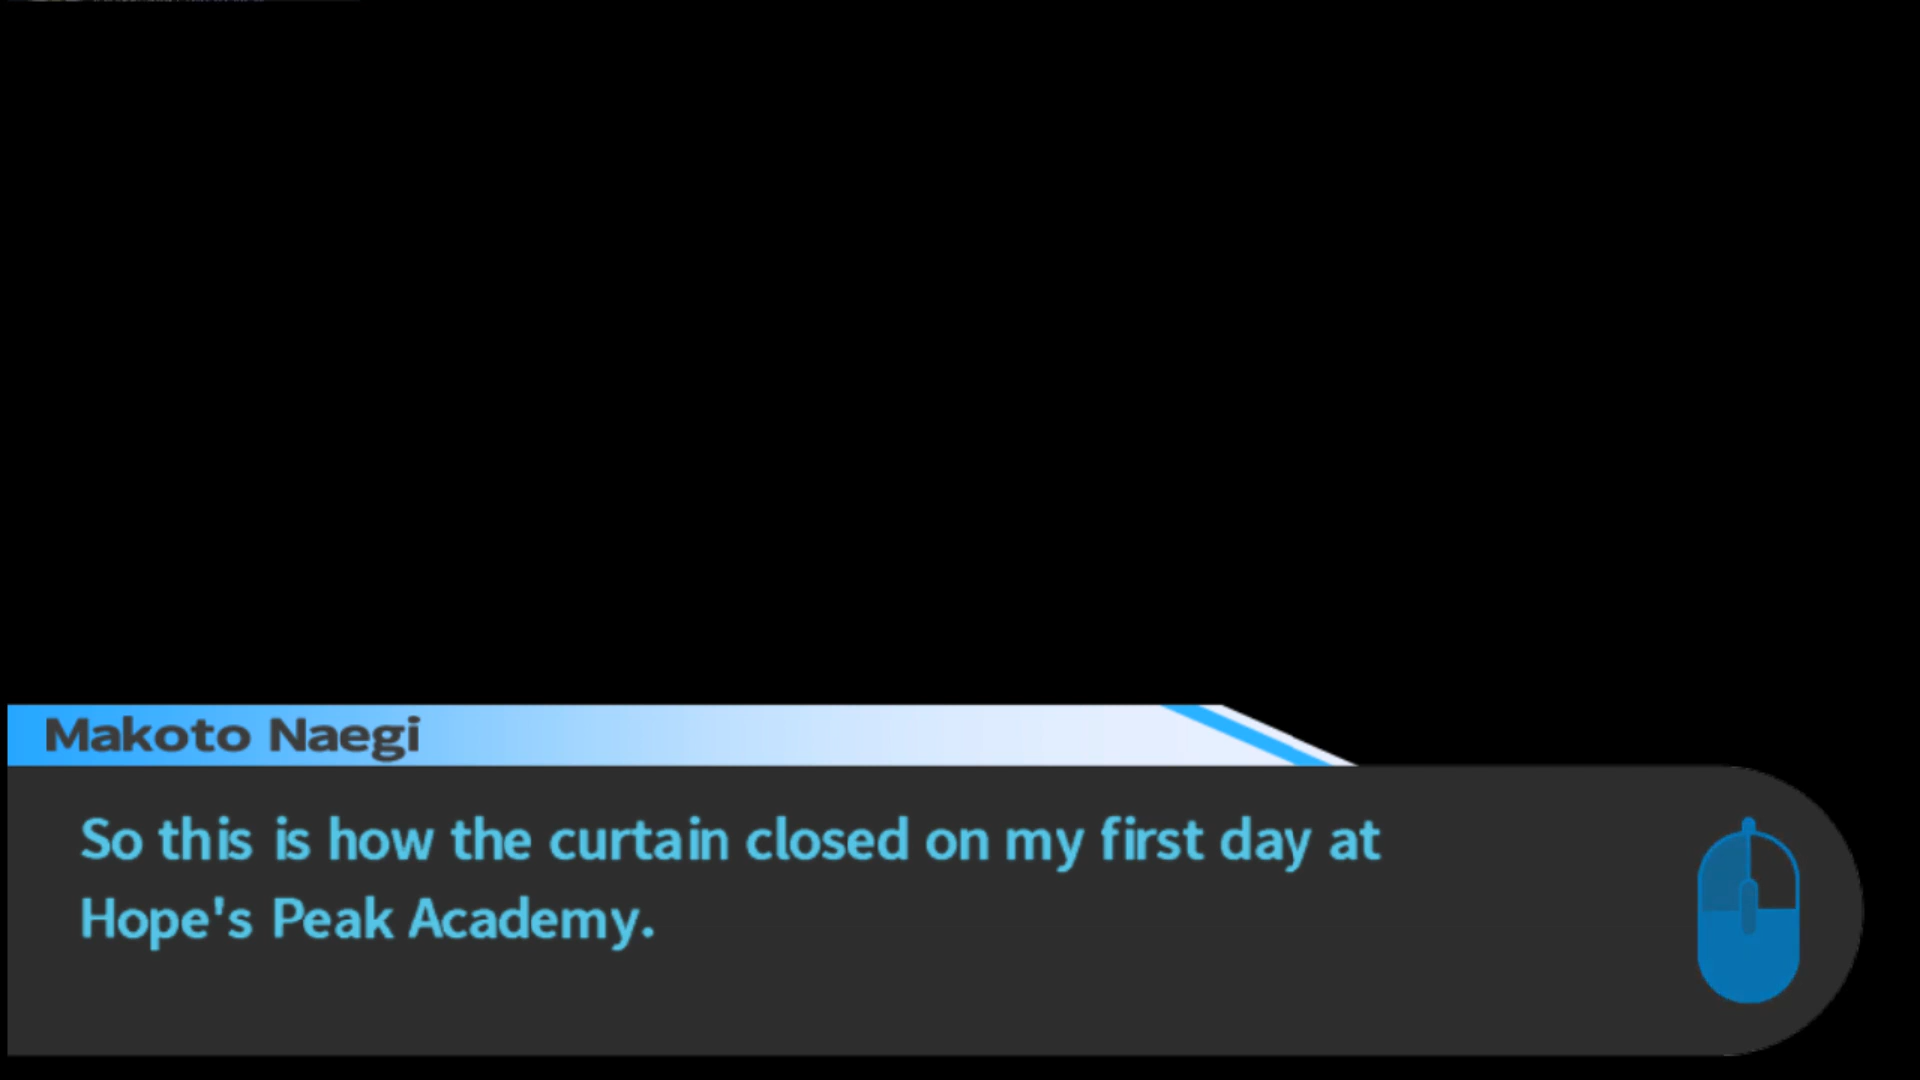 Makoto Naegi
So this is how the curtain closed on my first day at
Hope's Peak Academy.